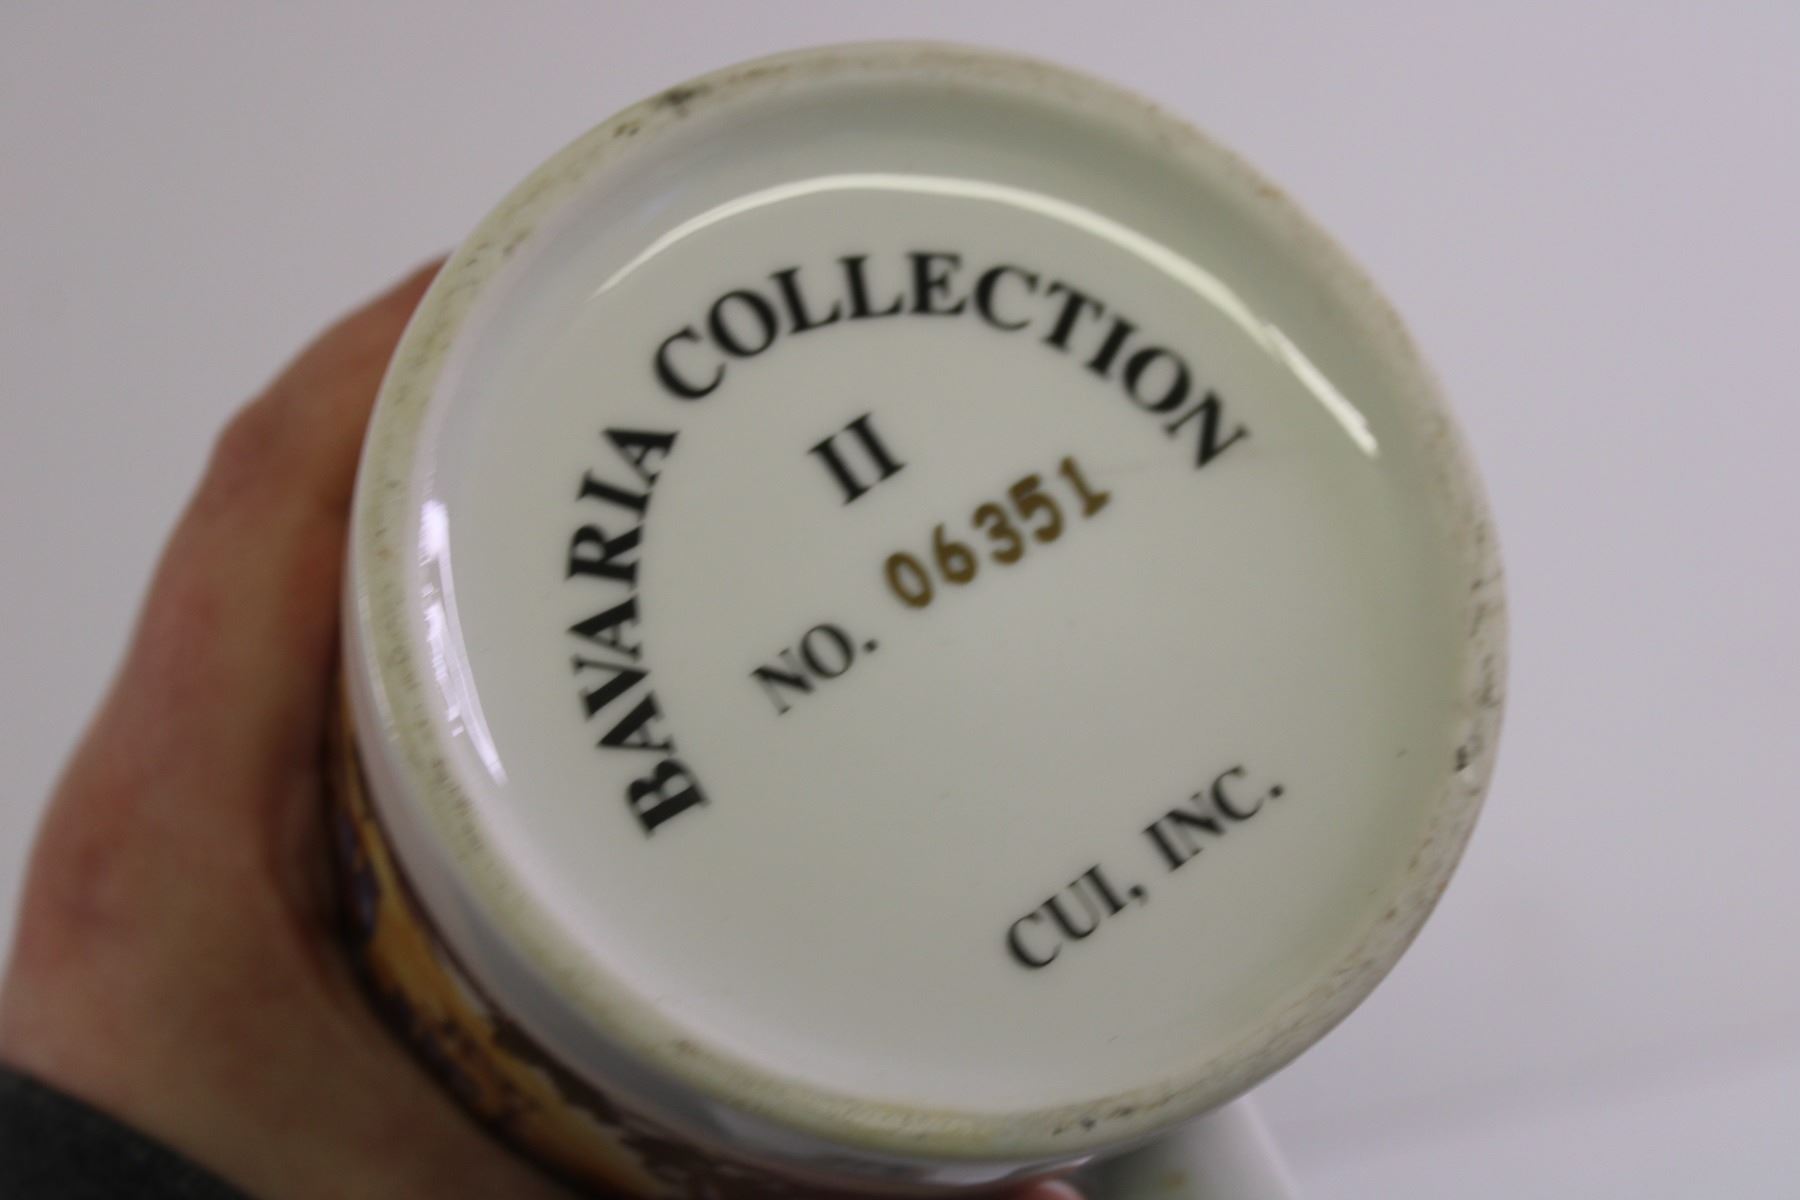 BAVARIA COLLECTION
II
NO. 06351
CUI, INC.